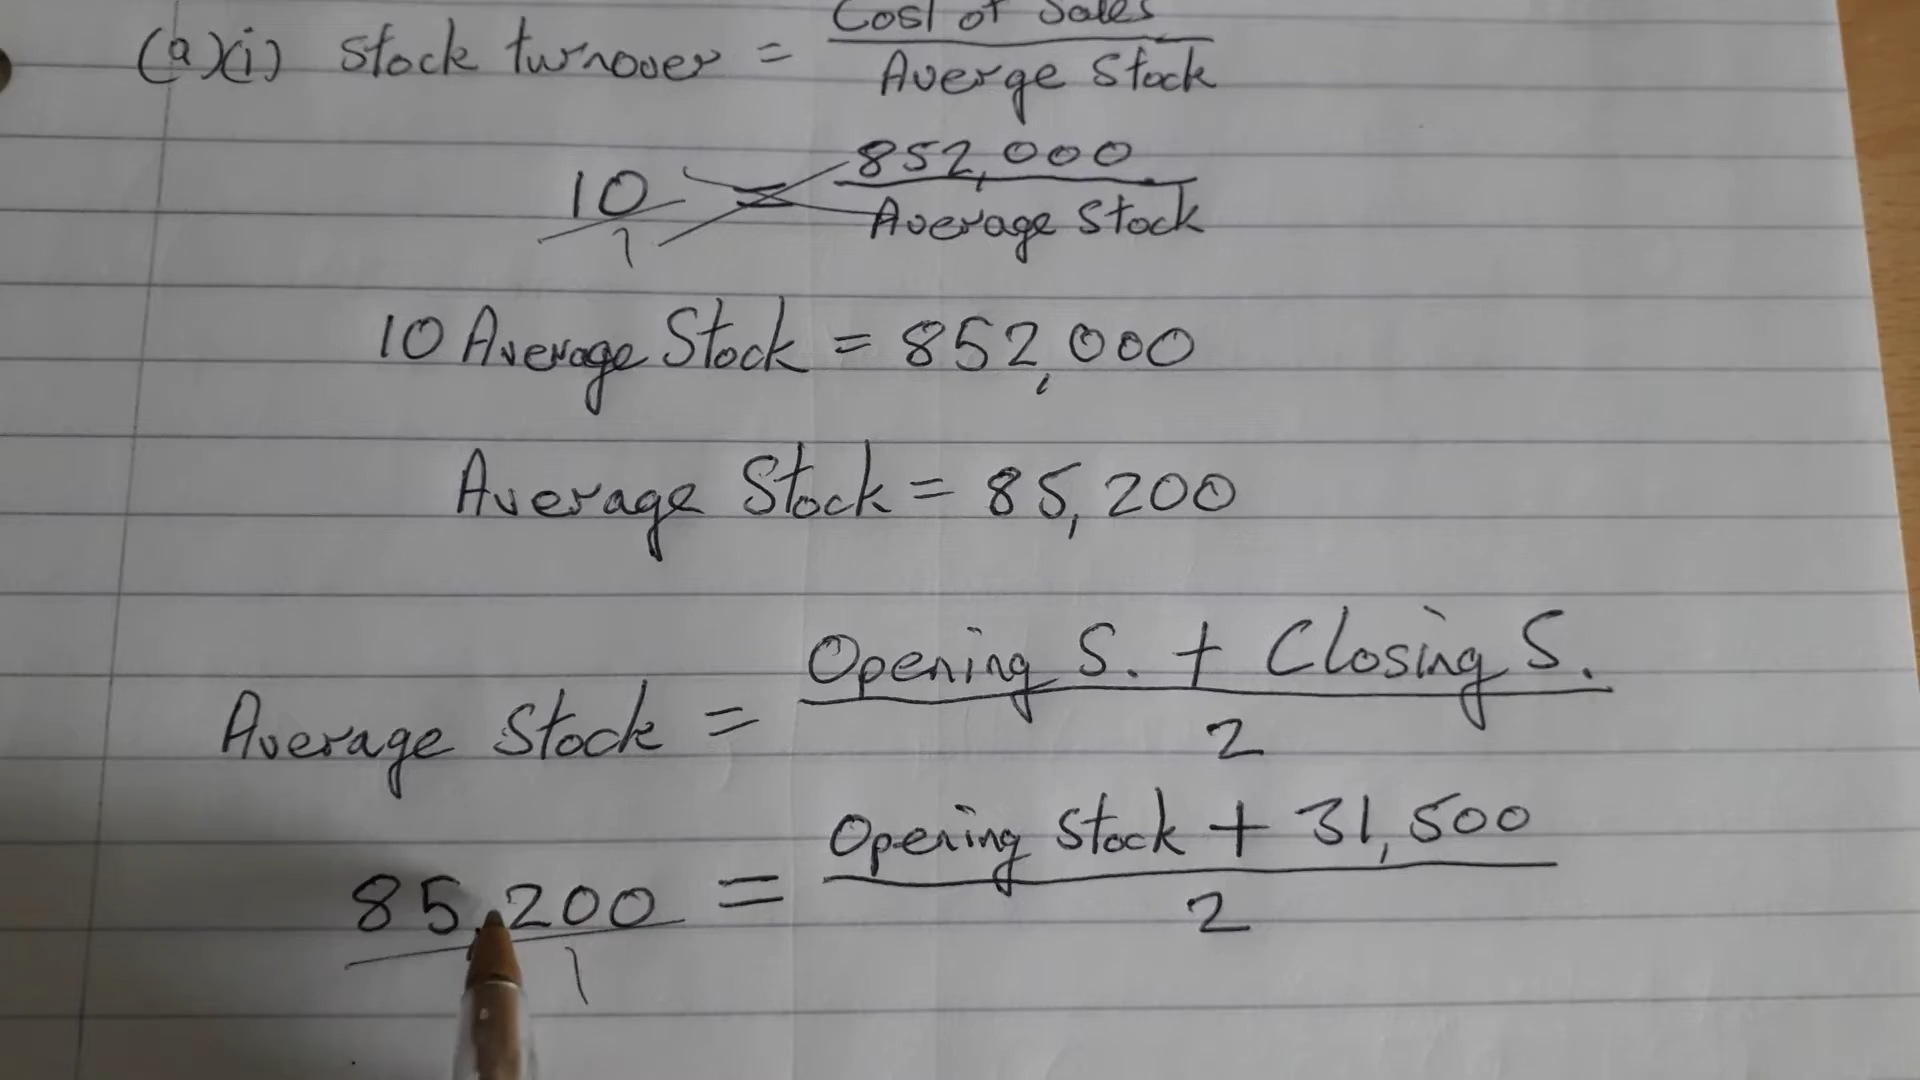 Cost of Sales
(a)(i) Stock turnover = Averge Stock
852,000
10 = Average Stock
1
10 Average Stock = 852,000
Average Stock = 85,200
Opening S. + Closing S.
Average Stock = 2
Opening Stock + 31,500
85,200 = 2
1